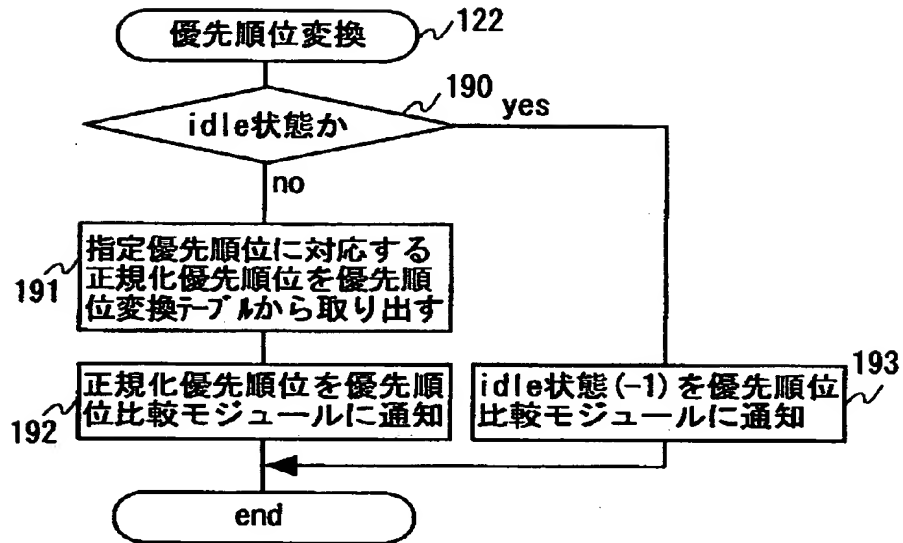 優先順位変換
122
190
idle状態か
yes
no
指定優先順位に対応する
正規化優先順位を優先順
位変換テーブルから取り出す
191
正規化優先順位を優先順
位比較モジュールに通知
192
idle状態(-1)を優先順位
比較モジュールに通知
193
end